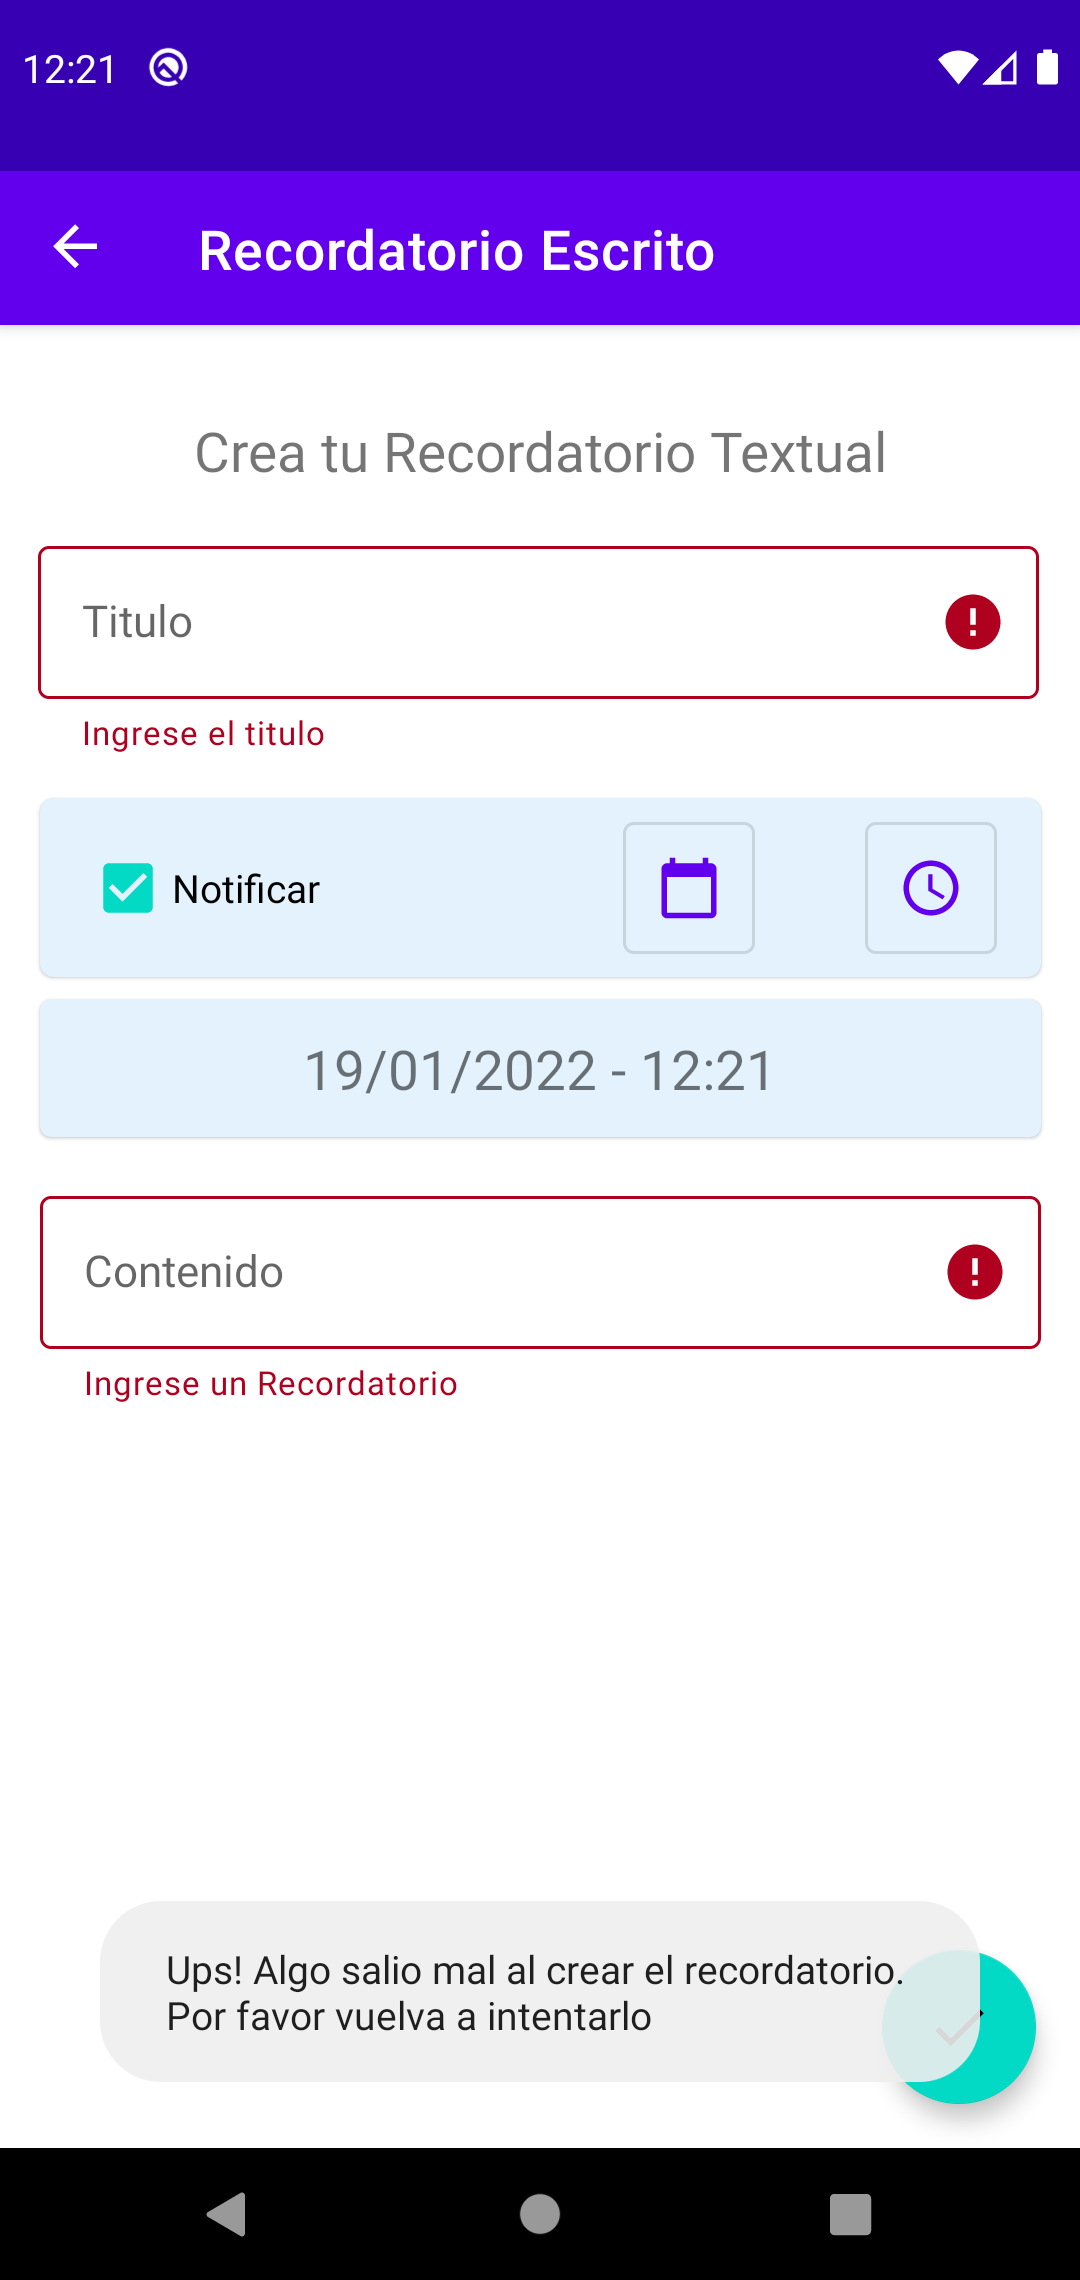 12:21
Recordatorio Escrito
Crea tu Recordatorio Textual
Titulo
Ingrese el titulo
Notificar
19/01/2022 - 12:21
Contenido
Ingrese un Recordatorio
Ups! Algo salio mal al crear el recordatorio.
Por favor vuelva a intentarlo